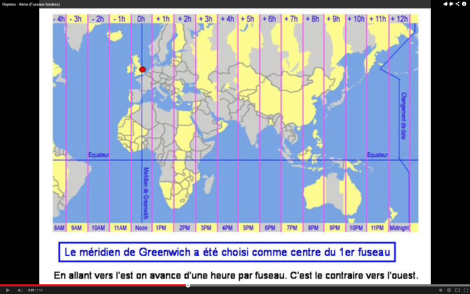 Repères - 6ème (Fuseaux horaires)
- 4h - 3h - 2h - 1h 0h + 1h + 2h + 3h + 4h + 5h + 6h + 7h + 8h + 9h + 10h + 11h + 12h
Changement de date
Equateur Equateur
Méridien de Greenwich
8AM 9AM 10AM 11AM Noon 1PM 2PM 3PM 4PM 5PM 6PM 7PM 8PM 9PM 10PM 11PM Midnight
Le méridien de Greenwich a été choisi comme centre du 1er fuseau
En allant vers l'est on avance d'une heure par fuseau. C'est le contraire vers l'ouest.